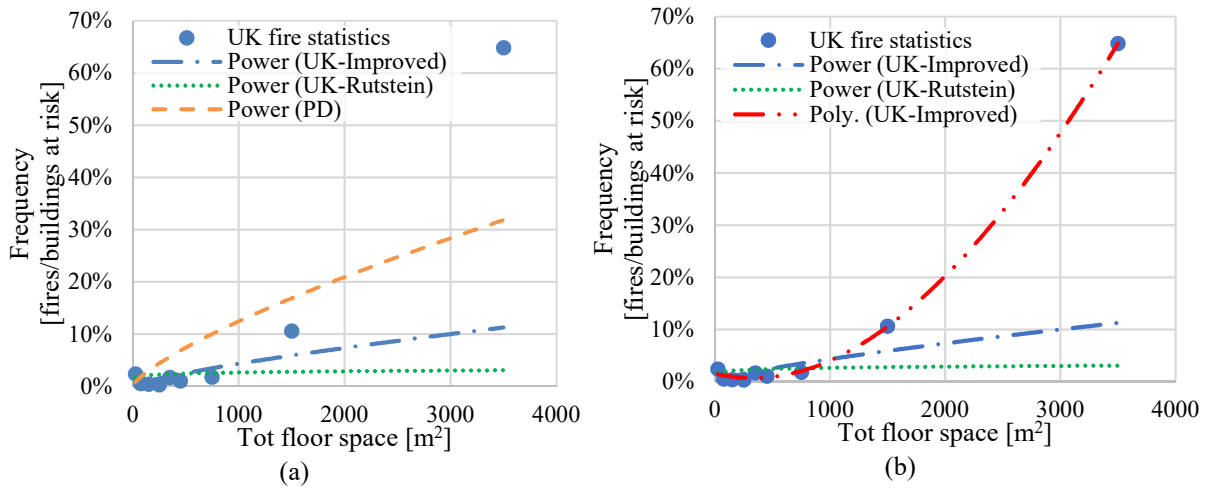 70%
60%
50%
40%
30%
20%
10%
0%
Frequency
[fires/buildings at risk]
UK fire statistics
Power (UK-Improved)
Power (UK-Rutstein)
Power (PD)
0 1000 2000 3000 4000
Tot floor space [m²]
(a)
70%
60%
50%
40%
30%
20%
10%
0%
Frequency
[fires/buildings at risk]
UK fire statistics
Power (UK-Improved)
Power (UK-Rutstein)
Poly. (UK-Improved)
0 1000 2000 3000 4000
Tot floor space [m²]
(b)